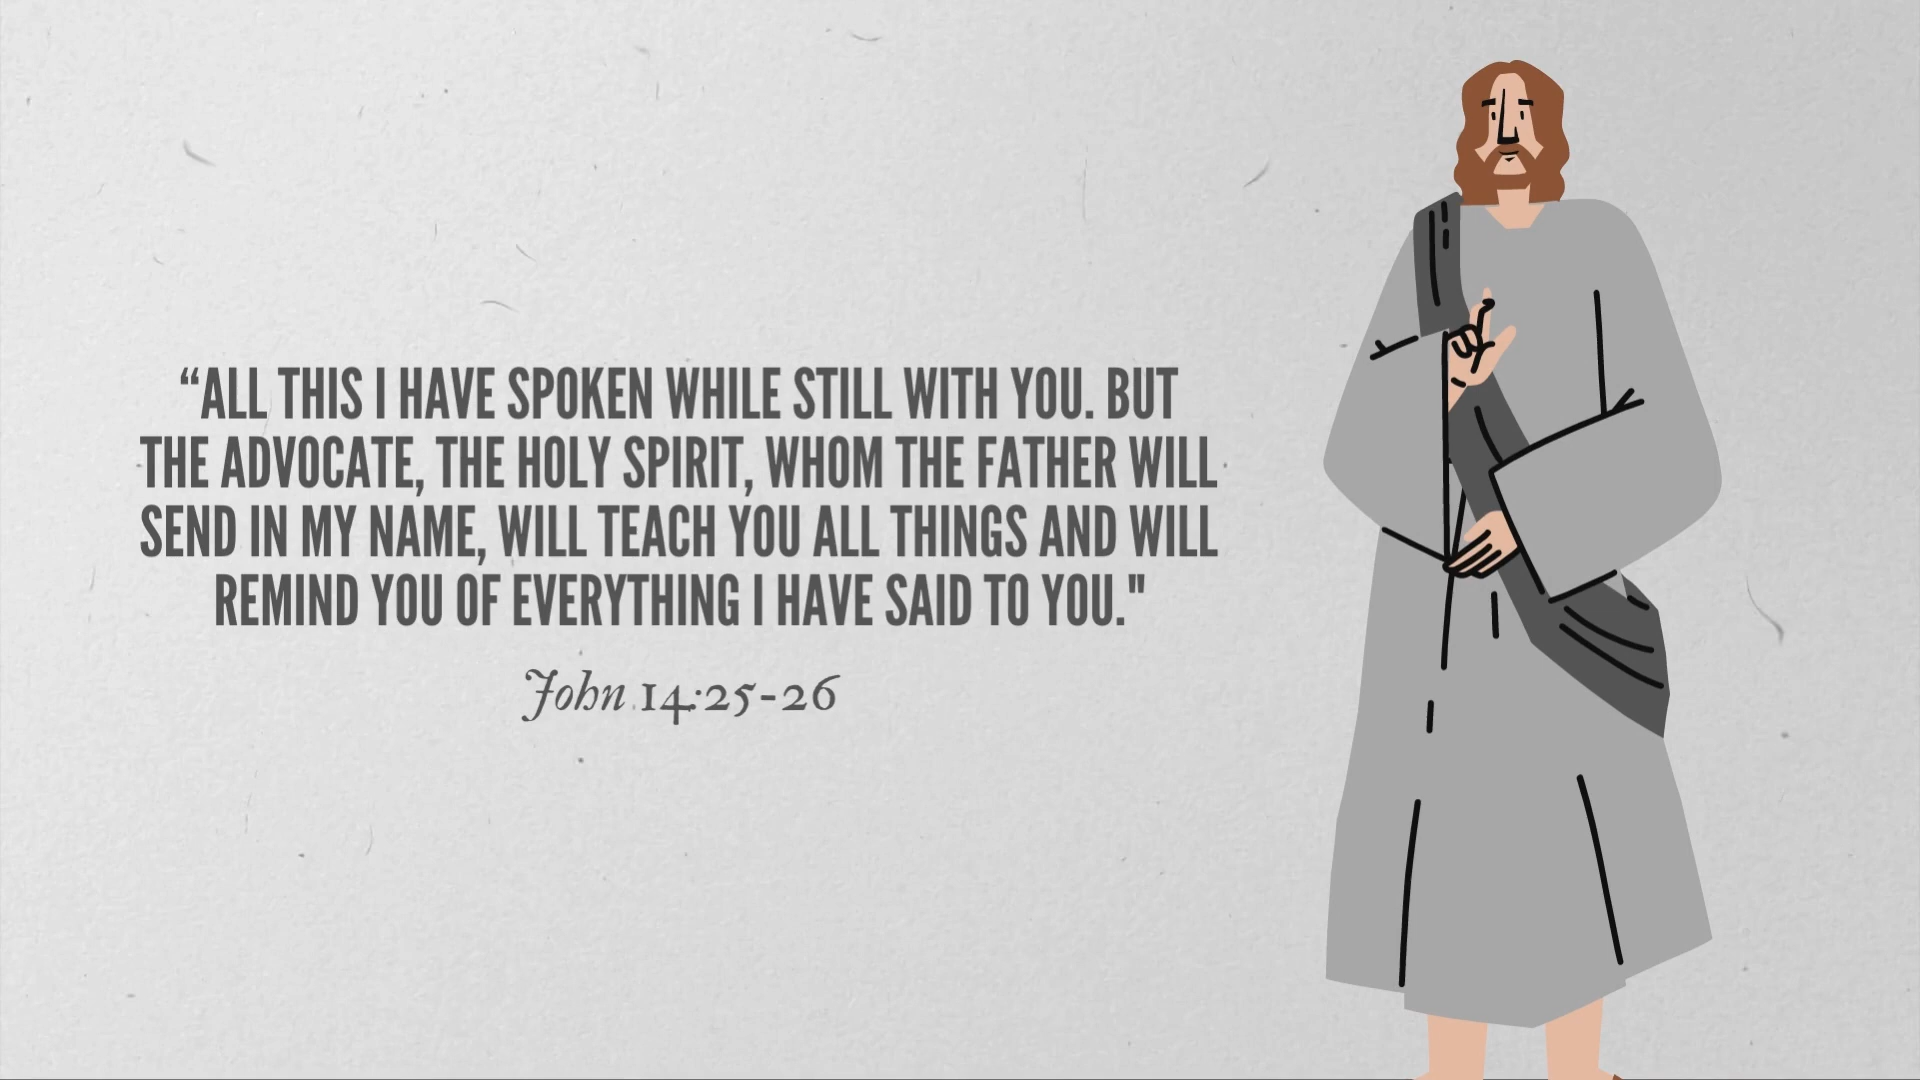 “ALL THIS I HAVE SPOKEN WHILE STILL WITH YOU. BUT
THE ADVOCATE, THE HOLY SPIRIT, WHOM THE FATHER WILL
SEND IN MY NAME, WILL TEACH YOU ALL THINGS AND WILL
REMIND YOU OF EVERYTHING I HAVE SAID TO YOU."
John 14:25-26